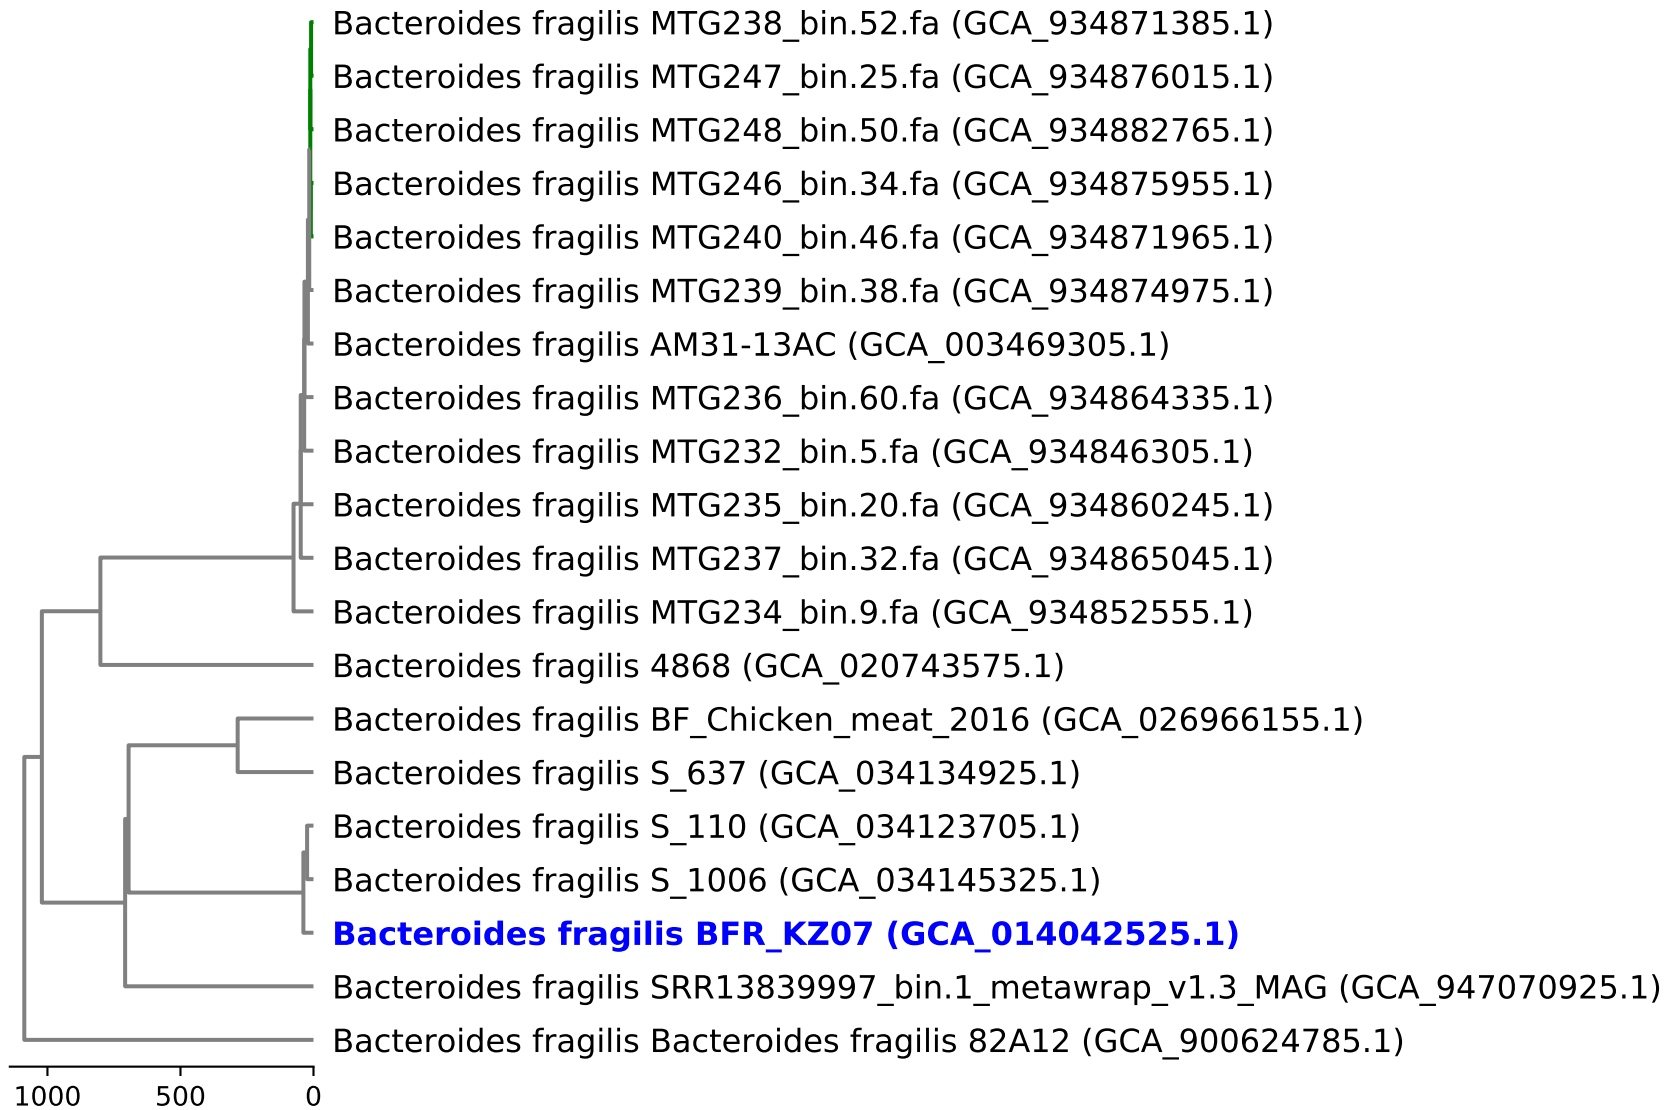 Bacteroides fragilis MTG238_bin.52.fa (GCA_934871385.1)
Bacteroides fragilis MTG247_bin.25.fa (GCA_934876015.1)
Bacteroides fragilis MTG248_bin.50.fa (GCA_934882765.1)
Bacteroides fragilis MTG246_bin.34.fa (GCA_934875955.1)
Bacteroides fragilis MTG240_bin.46.fa (GCA_934871965.1)
Bacteroides fragilis MTG239_bin.38.fa (GCA_934874975.1)
Bacteroides fragilis AM31-13AC (GCA_003469305.1)
Bacteroides fragilis MTG236_bin.60.fa (GCA_934864335.1)
Bacteroides fragilis MTG232_bin.5.fa (GCA_934846305.1)
Bacteroides fragilis MTG235_bin.20.fa (GCA_934860245.1)
Bacteroides fragilis MTG237_bin.32.fa (GCA_934865045.1)
Bacteroides fragilis MTG234_bin.9.fa (GCA_934852555.1)
Bacteroides fragilis 4868 (GCA_020743575.1)
Bacteroides fragilis BF_Chicken_meat_2016 (GCA_026966155.1)
Bacteroides fragilis S_637 (GCA_034134925.1)
Bacteroides fragilis S_110 (GCA_034123705.1)
Bacteroides fragilis S_1006 (GCA_034145325.1)
Bacteroides fragilis BFR_KZ07 (GCA_014042525.1)
Bacteroides fragilis SRR13839997_bin.1_metawrap_v1.3_MAG (GCA_947070925.1)
Bacteroides fragilis Bacteroides fragilis 82A12 (GCA_900624785.1)
1000 500 0